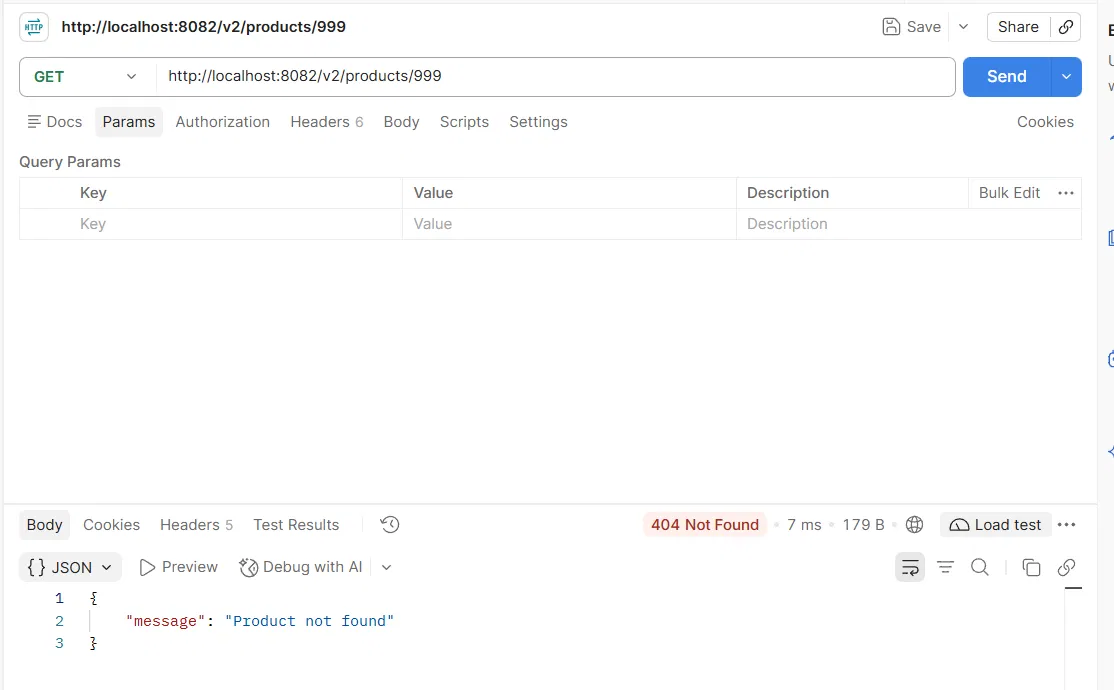 HTTP http://localhost:8082/v2/products/999 Save Share
GET http://localhost:8082/v2/products/999 Send
Docs Params Authorization Headers 6 Body Scripts Settings Cookies
Query Params
Key Value Description Bulk Edit
Key Value Description
Body Cookies Headers 5 Test Results 404 Not Found 7 ms 179 B Load test
{} JSON Preview Debug with AI
1 {
2 "message": "Product not found"
3 }